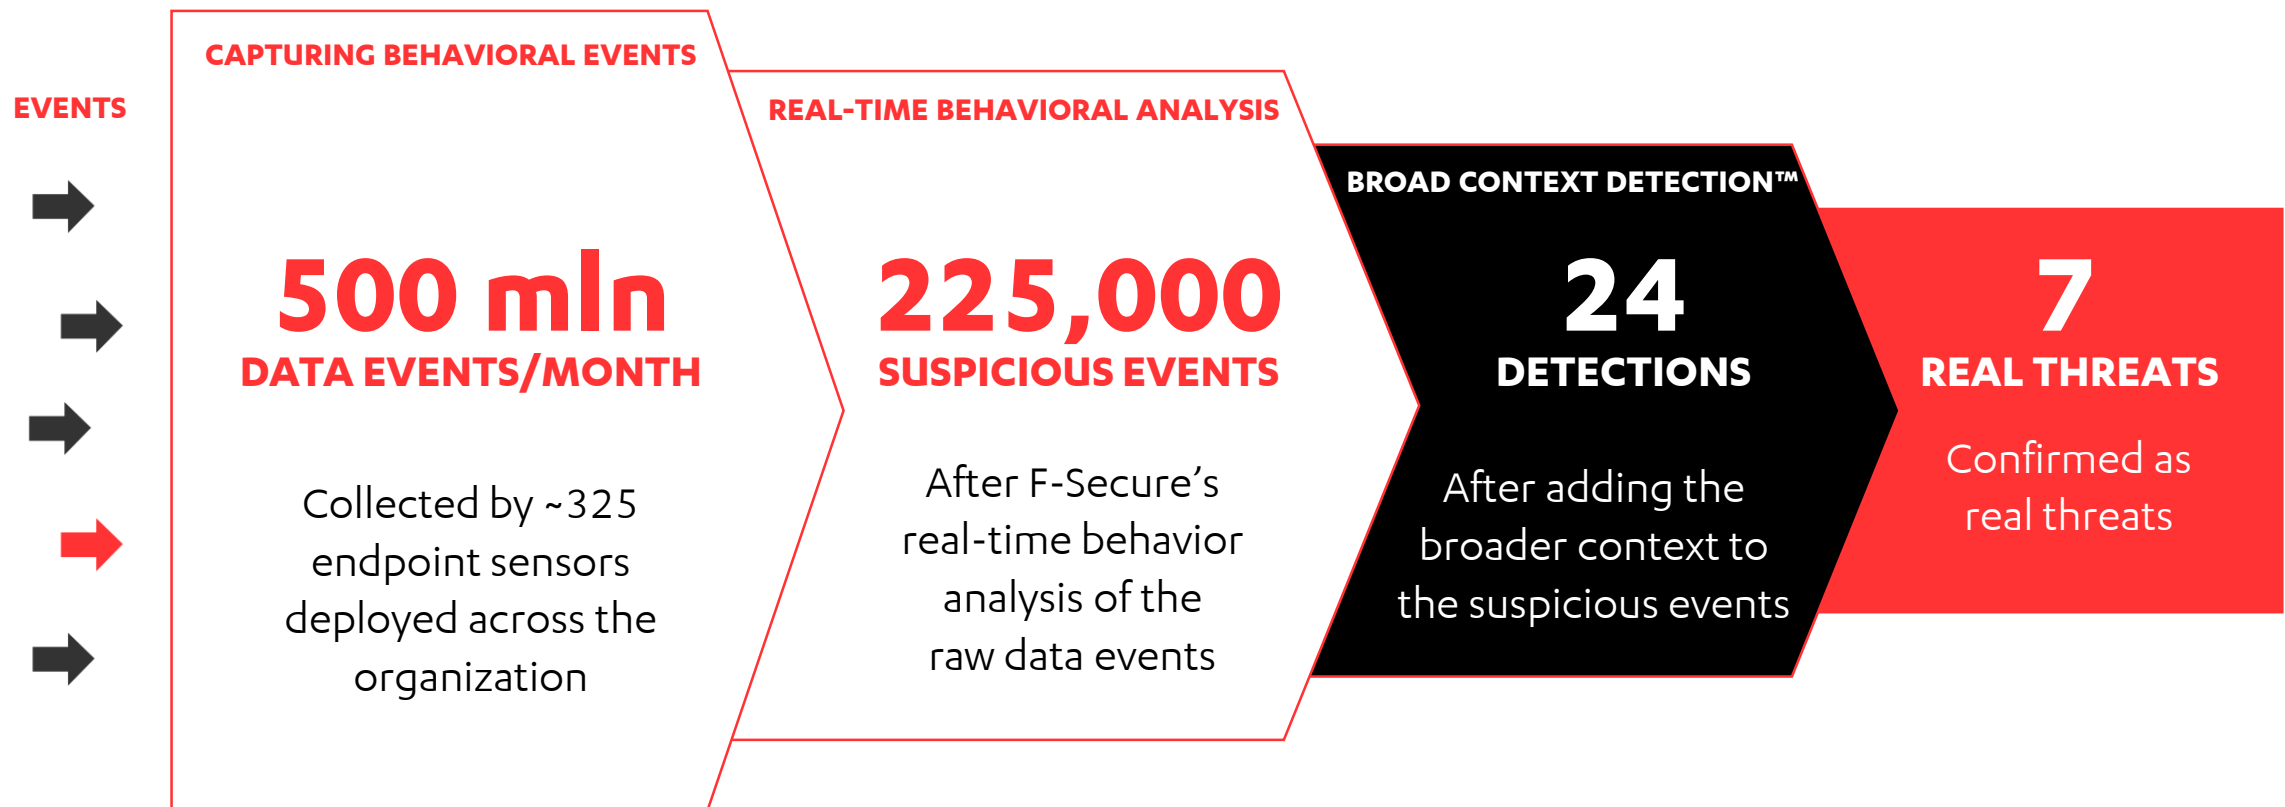 EVENTS
CAPTURING BEHAVIORAL EVENTS
500 mln
DATA EVENTS/MONTH
Collected by ~325
endpoint sensors
deployed across the
organization
REAL-TIME BEHAVIORAL ANALYSIS
225,000
SUSPICIOUS EVENTS
After F-Secure’s
real-time behavior
analysis of the
raw data events
BROAD CONTEXT DETECTION™
24
DETECTIONS
After adding the
broader context to
the suspicious events
7
REAL THREATS
Confirmed as
real threats